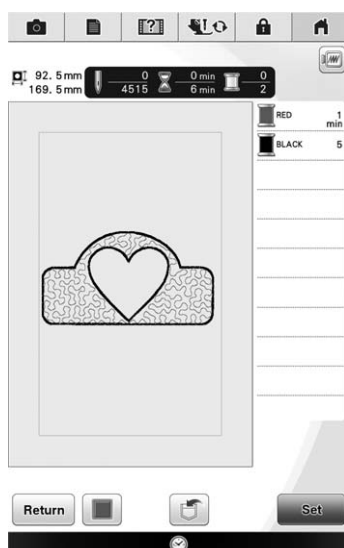 92.5mm
169.5mm
0
4515
0 min
6 min
0
2
RED 1
min
BLACK 5
Return
Set